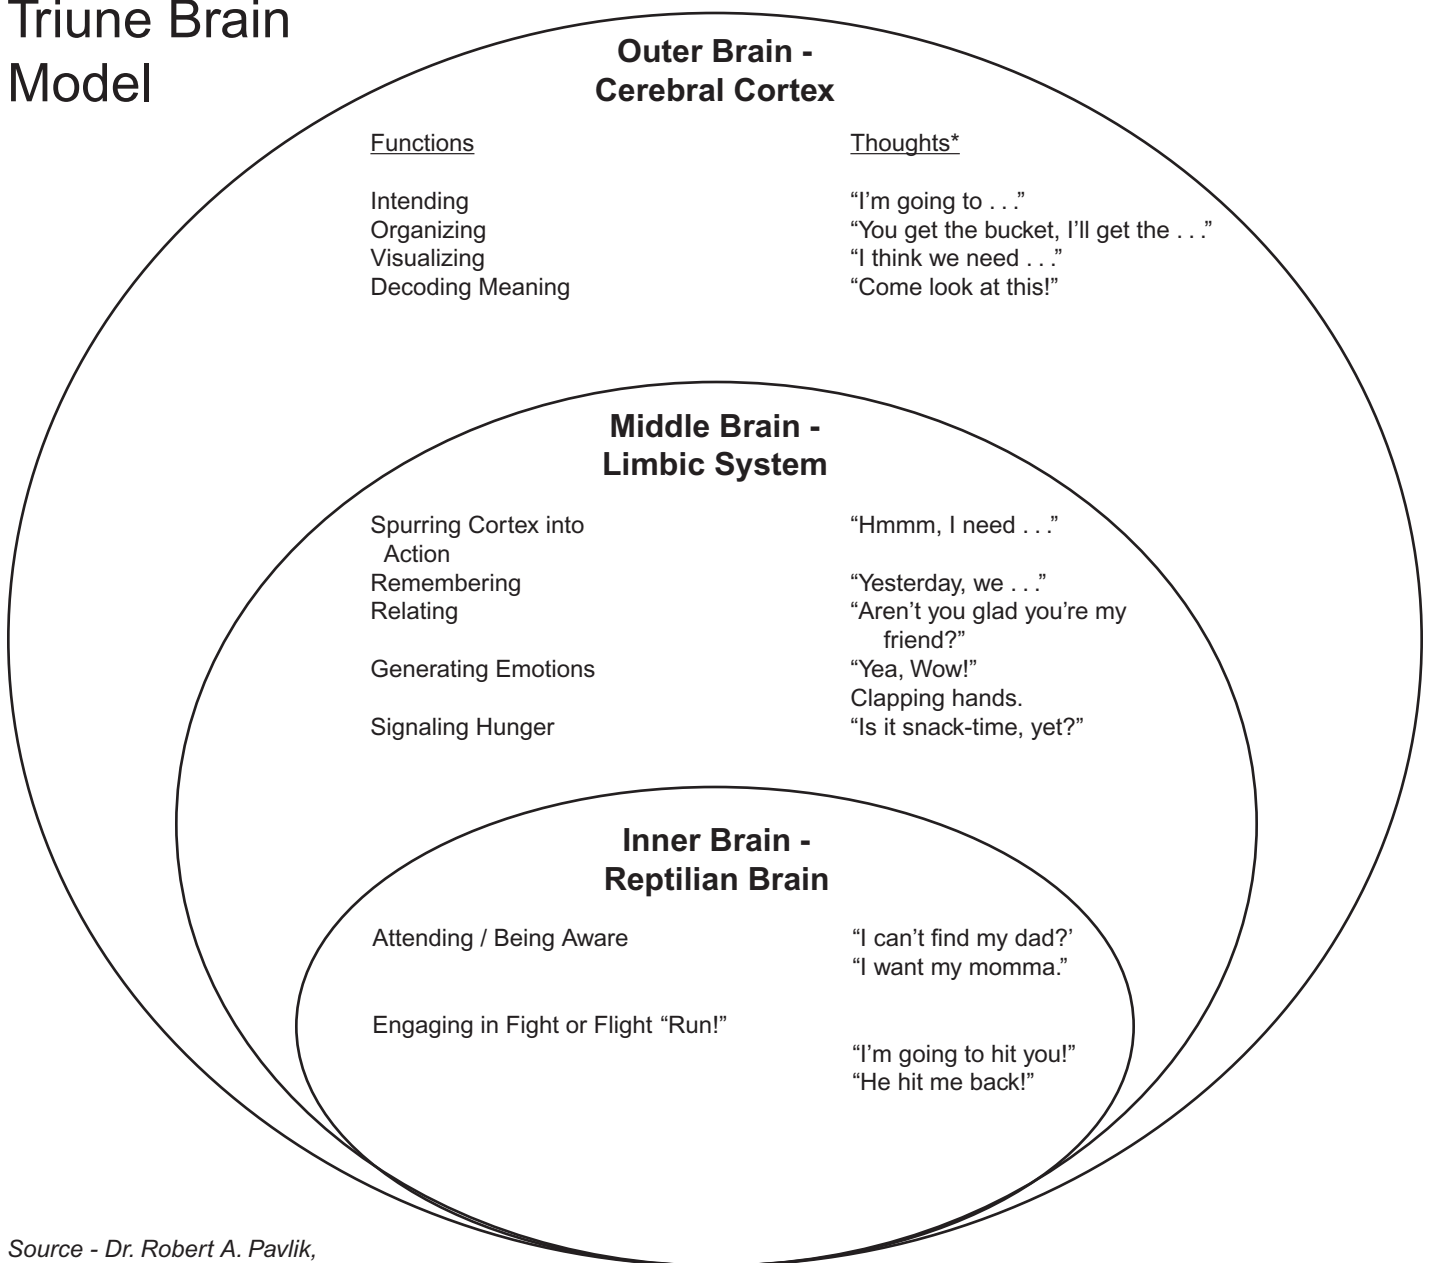 Triune Brain
Model
Outer Brain -
Cerebral Cortex
Functions Thoughts*
Intending “I’m going to . . .”
Organizing “You get the bucket, I’ll get the . . .”
Visualizing “I think we need . . .”
Decoding Meaning “Come look at this!”
Middle Brain -
Limbic System
Spurring Cortex into “Hmmm, I need . . .”
Action
Remembering “Yesterday, we . . .”
Relating “Aren’t you glad you’re my
friend?”
Generating Emotions “Yea, Wow!”
Clapping hands.
Signaling Hunger “Is it snack-time, yet?”
Inner Brain -
Reptilian Brain
Attending / Being Aware “I can’t find my dad?’
“I want my momma.”
Engaging in Fight or Flight “Run!”
“I’m going to hit you!”
“He hit me back!”
Source - Dr. Robert A. Pavlik,